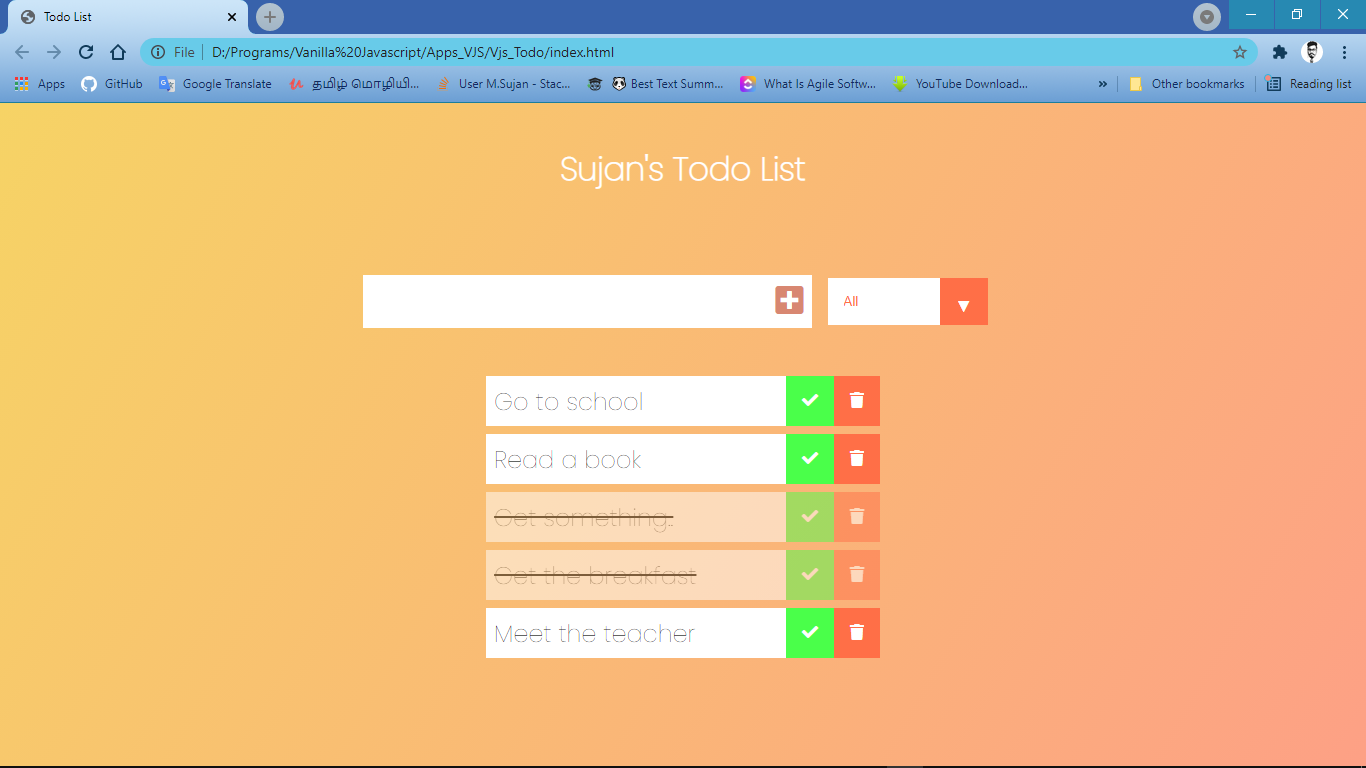 Todo List
File D:/Programs/Vanilla%20Javascript/Apps_VJS/Vjs_Todo/index.html
Apps GitHub Google Translate தமிழ் மொழியி... User M.Sujan - Stac... Best Text Summ... What Is Agile Softw... YouTube Download... » Other bookmarks Reading list
Sujan's Todo List
All
Go to school
Read a book
Get something..
Get the breakfast
Meet the teacher